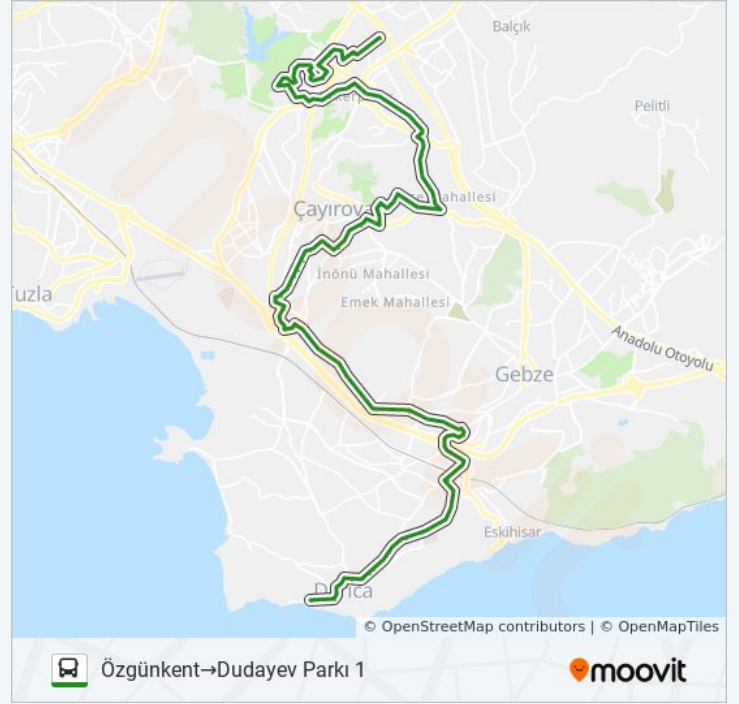 Balçık
Pelitli
Çayırova
Mahallesi
İnönü Mahallesi
Emek Mahallesi
Anadolu Otoyolu
Gebze
Eskihisar
© OpenStreetMap contributors | © OpenMapTiles
Özgünkent→Dudayev Parkı 1
moovit